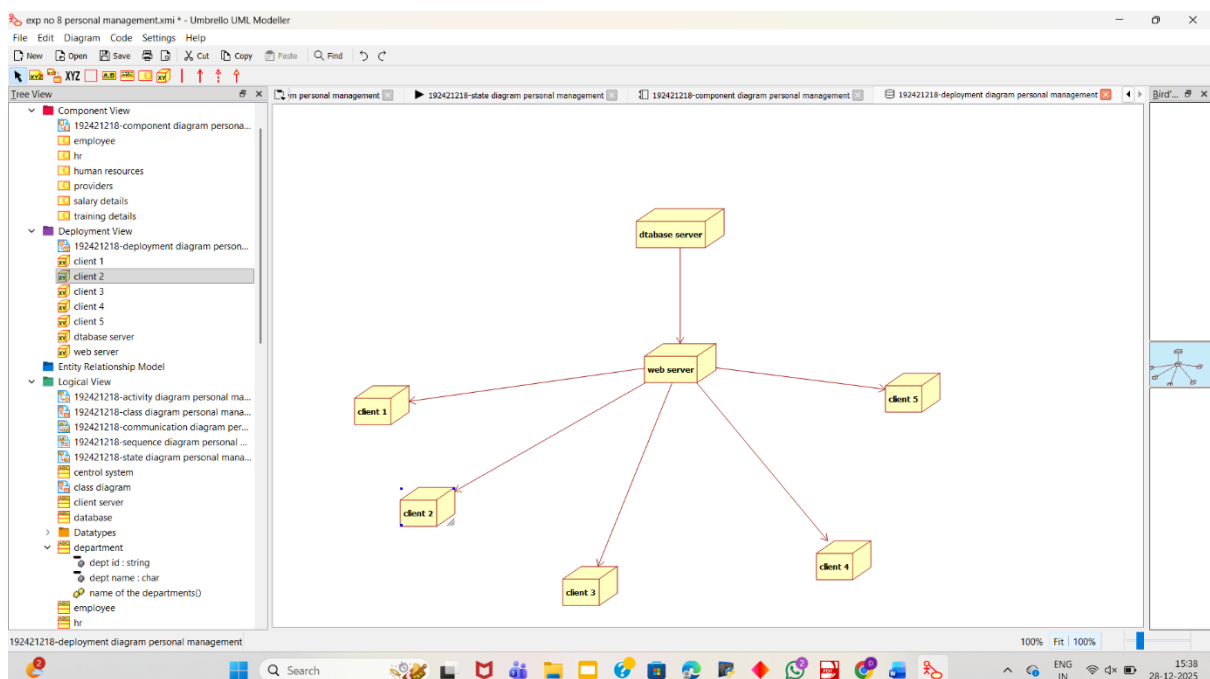 exp no 8 personal management.xmi * - Umbrello UML Modeller
File Edit Diagram Code Settings Help
New Open Save Cut Copy Paste Find
XYZ
Tree View
Component View
192421218-component diagram persona...
employee
hr
human resources
providers
salary details
training details
Deployment View
192421218-deployment diagram person...
client 1
client 2
client 3
client 4
client 5
dtabase server
web server
Entity Relationship Model
Logical View
192421218-activity diagram personal ma...
192421218-class diagram personal mana...
192421218-communication diagram per...
192421218-sequence diagram personal ...
192421218-state diagram personal mana...
centrol system
class diagram
client server
database
Datatypes
department
dept id : string
dept name : char
name of the departments()
employee
hr
m personal management
192421218-state diagram personal management
192421218-component diagram personal management
192421218-deployment diagram personal management
Bird'...
dtabase server
web server
client 1
client 5
client 2
client 4
client 3
192421218-deployment diagram personal management
100% Fit 100%
2
Search
2
ENG
IN
15:38
28-12-2025